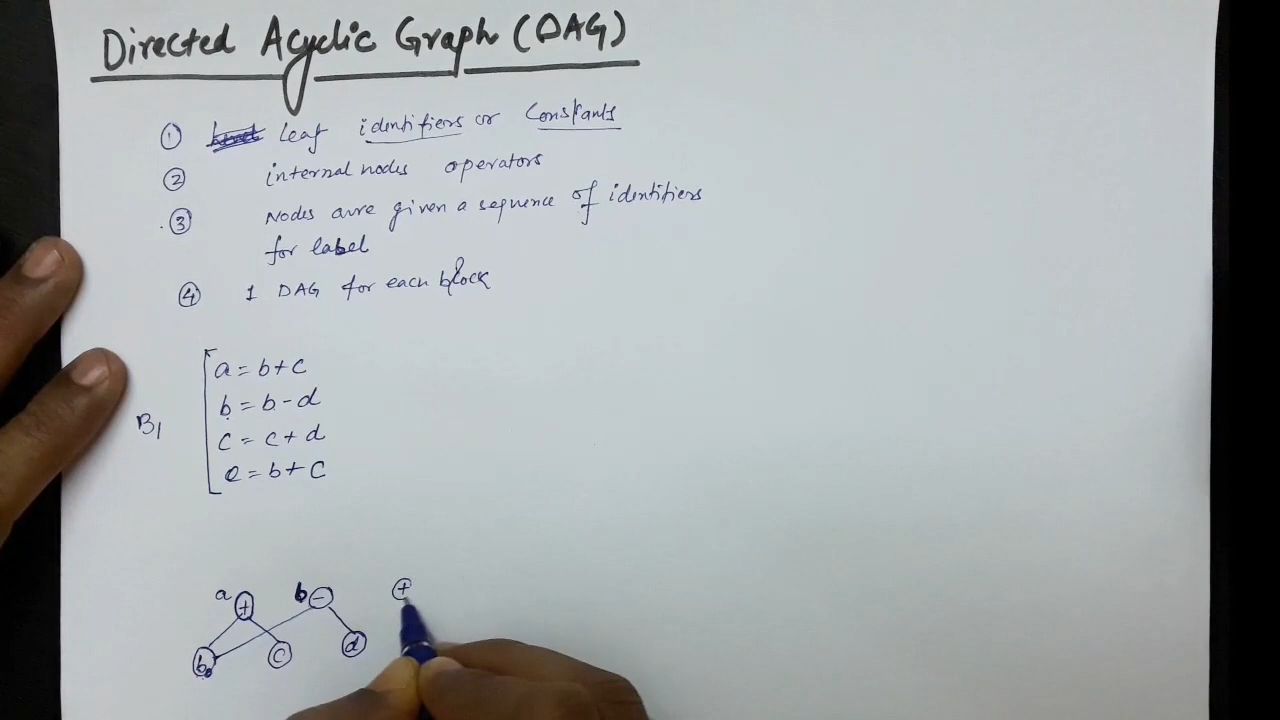 Directed Acyclic Graph (DAG)
① leaf identifiers or Constants
② internal nodes operators
③ Nodes are given a sequence of identifiers
for label
④ 1 DAG for each block
a = b + c
b = b - d
B1
c = c + d
e = b + c
a + b - +
b0 c d